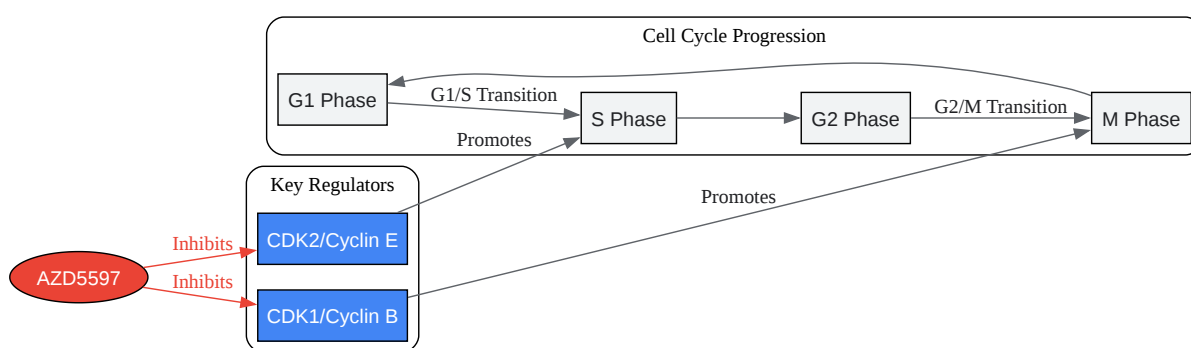 Cell Cycle Progression
G1 Phase
G1/S Transition
S Phase
G2 Phase
G2/M Transition
M Phase
Promotes
Promotes
Key Regulators
CDK2/Cyclin E
CDK1/Cyclin B
Inhibits
Inhibits
AZD5597